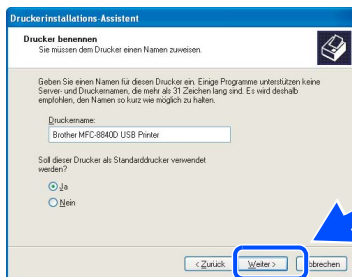 Druckerinstallations-Assistent
Drucker benennen
Sie müssen dem Drucker einen Namen zuweisen.
Geben Sie einen Namen für diesen Drucker ein. Einige Programme unterstützen keine
Server- und Druckernamen, die mehr als 31 Zeichen lang sind. Es wird deshalb
empfohlen, den Namen so kurz wie möglich zu halten.
Druckername:
Brother MFC-8840D USB Printer
Soll dieser Drucker als Standarddrucker verwendet
werden?
Ja
Nein
< Zurück Weiter > bbrechen